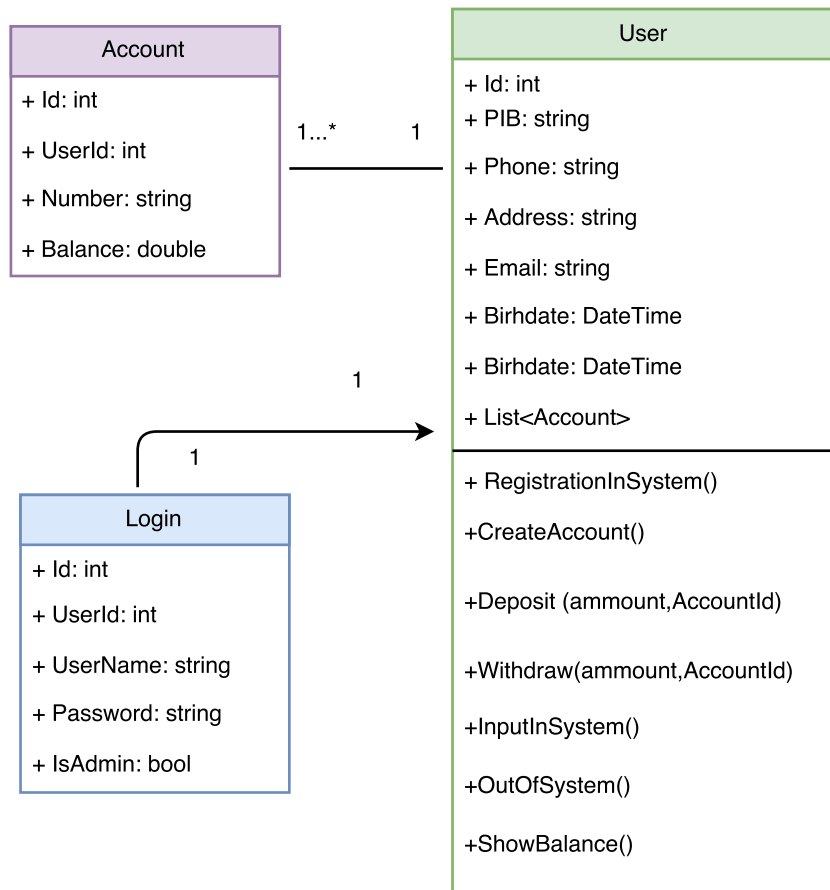 Account
+ Id: int
+ UserId: int
+ Number: string
+ Balance: double
1...*
1
User
+ Id: int
+ PIB: string
+ Phone: string
+ Address: string
+ Email: string
+ Birhdate: DateTime
+ Birhdate: DateTime
+ List<Account>
+ RegistrationInSystem()
+CreateAccount()
+Deposit (ammount,AccountId)
+Withdraw(ammount,AccountId)
+InputInSystem()
+OutOfSystem()
+ShowBalance()
1
1
Login
+ Id: int
+ UserId: int
+ UserName: string
+ Password: string
+ IsAdmin: bool